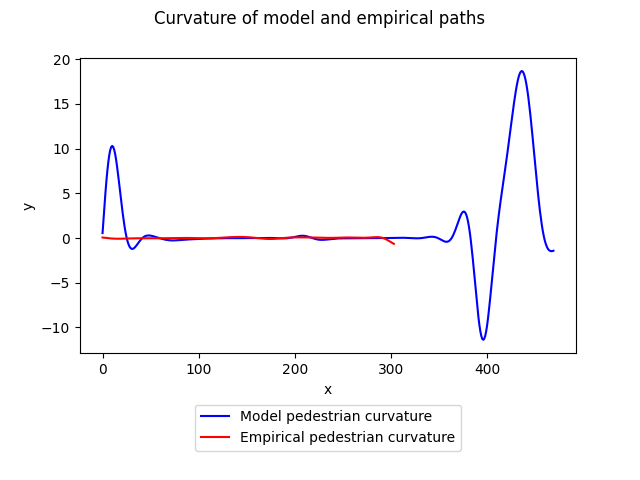 Curvature of model and empirical paths
20
15
10
5
0
−5
−10
y
0 100 200 300 400
x
Model pedestrian curvature
Empirical pedestrian curvature